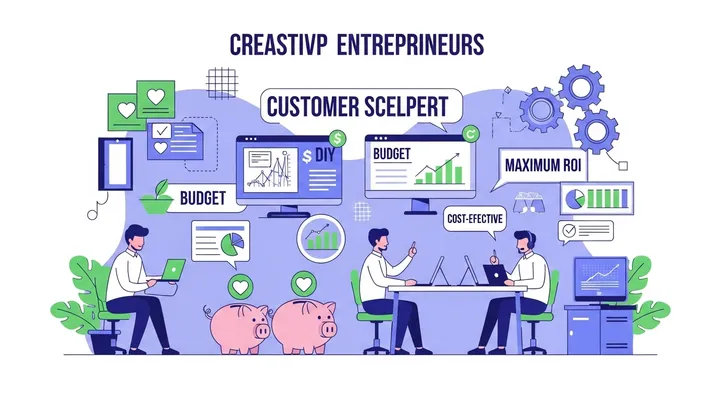 CREASTIVP ENTREPRINEURS
CUSTOMER SCELPERT
$ DIY
$
BUDGET
MAXIMUM ROI
BUDGET
COST-EFECTIVE